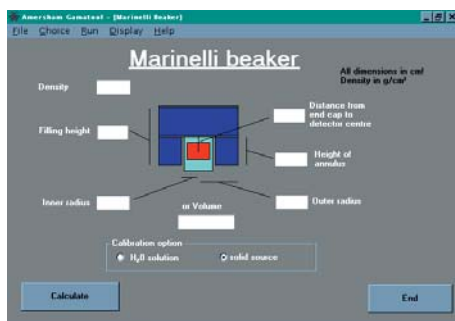 Amersham Gamatool - [Marinelli Beaker]
File Choice Run Display Help
Marinelli beaker
All dimensions in cm/
Density in g/cm³
Density
Distance from
end cap to
detector centre
Filling height
Height of
annulus
Inner radius
or Volume
Outer radius
Calibration option
H₂0 solution
solid source
Calculate
End